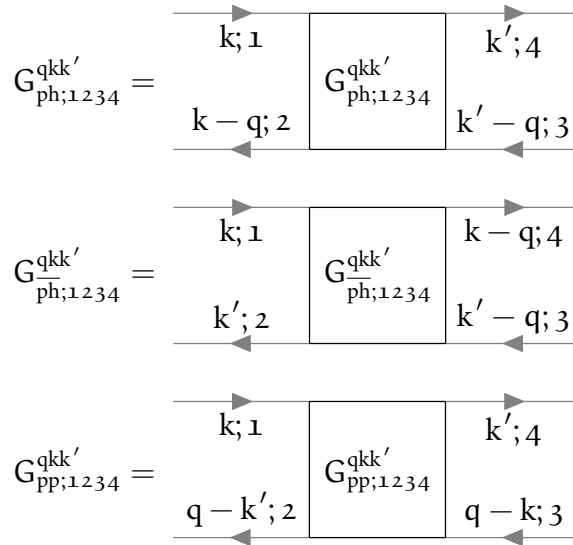 k; 1 k′; 4
G^{qkk′}_{ph;1234} = G^{qkk′}_{ph;1234}
k − q; 2 k′ − q; 3
k; 1 k − q; 4
G^{qkk′}_{\overline{ph};1234} = G^{qkk′}_{\overline{ph};1234}
k′; 2 k′ − q; 3
k; 1 k′; 4
G^{qkk′}_{pp;1234} = G^{qkk′}_{pp;1234}
q − k′; 2 q − k; 3